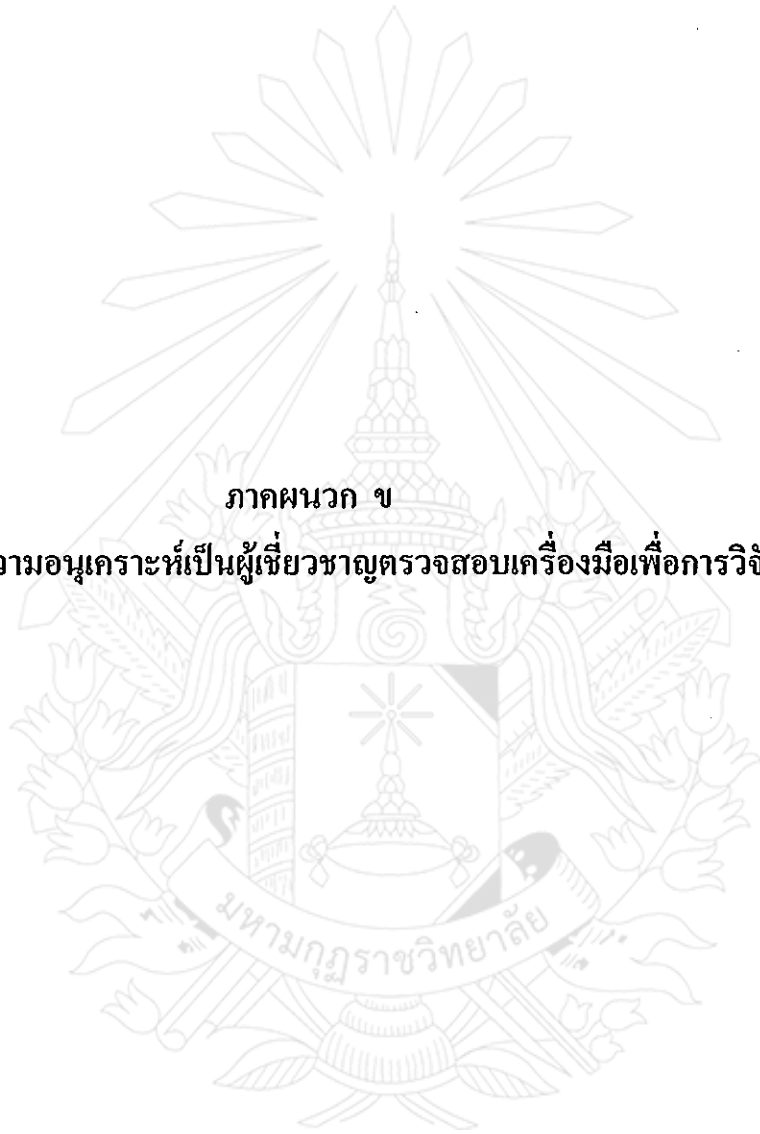 ภาคผนวก ข
วามอนุเคราะห์เป็นผู้เชี่ยวชาญตรวจสอบเครื่องมือเพื่อการวิจั
มหามกุฏราชวิทยาลัย